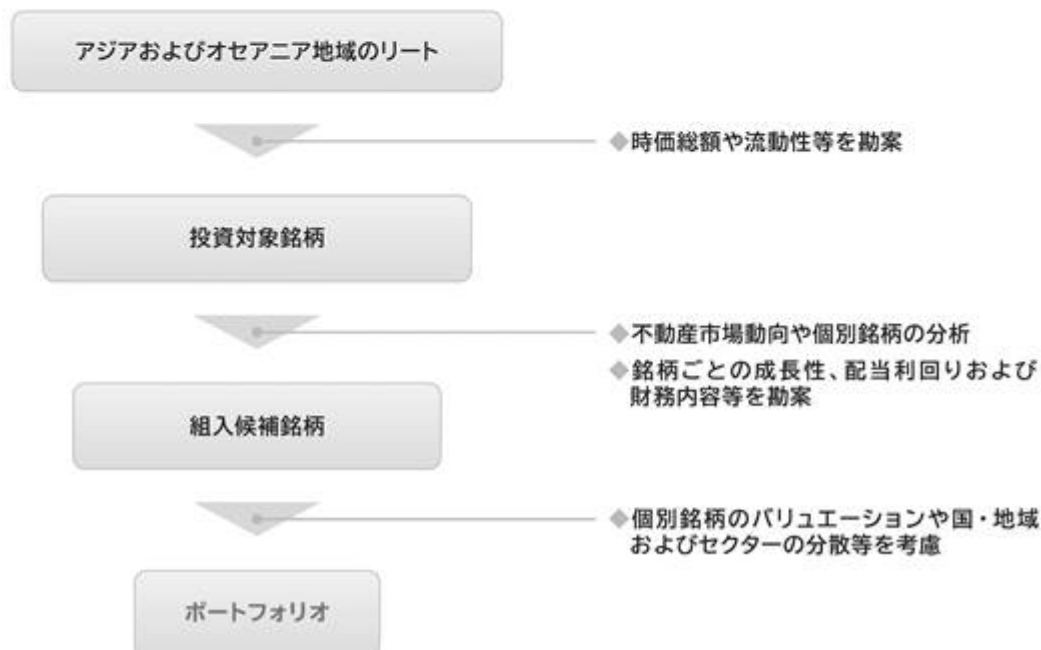 アジアおよびオセアニア地域のリート
◆時価総額や流動性等を勘案
投資対象銘柄
◆不動産市場動向や個別銘柄の分析
◆銘柄ごとの成長性、配当利回りおよび
財務内容等を勘案
組入候補銘柄
◆個別銘柄のバリュエーションや国・地域
およびセクターの分散等を考慮
ポートフォリオ